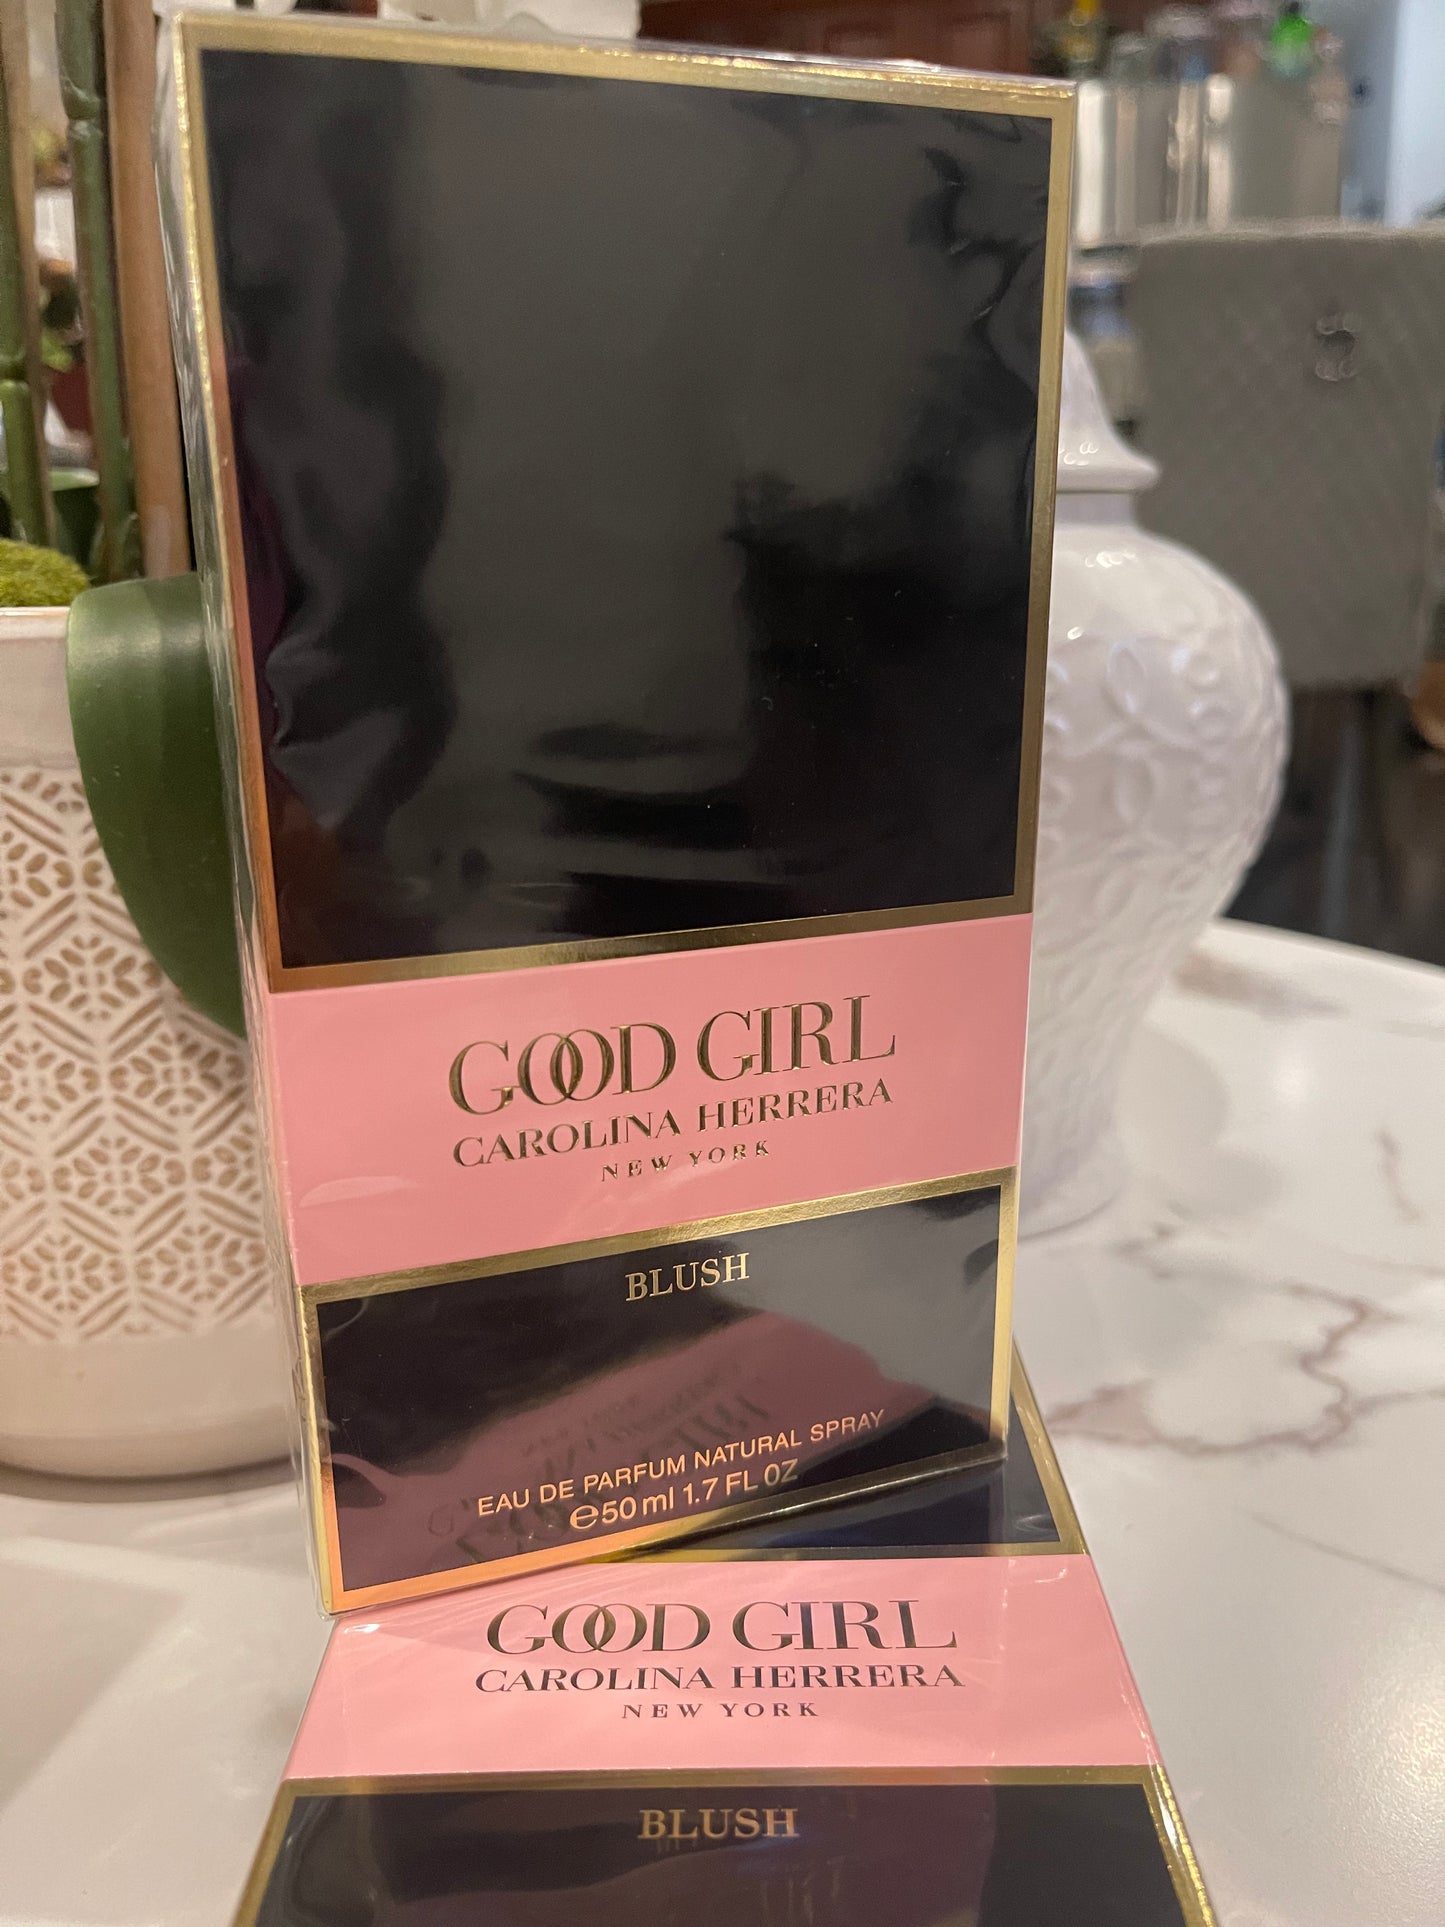 GOOD GIRL
CAROLINA HERRERA
NEW YORK
BLUSH
EAU DE PARFUM NATURAL SPRAY
℮50 ml 1.7 FL OZ
GOOD GIRL
CAROLINA HERRERA
NEW YORK
BLUSH